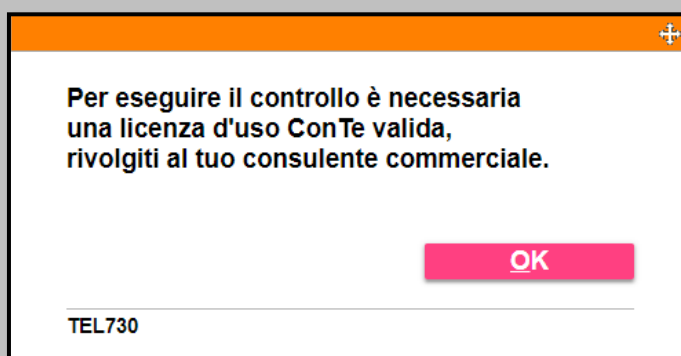 Per eseguire il controllo è necessaria
una licenza d'uso ConTe valida,
rivolgiti al tuo consulente commerciale.
OK
TEL730